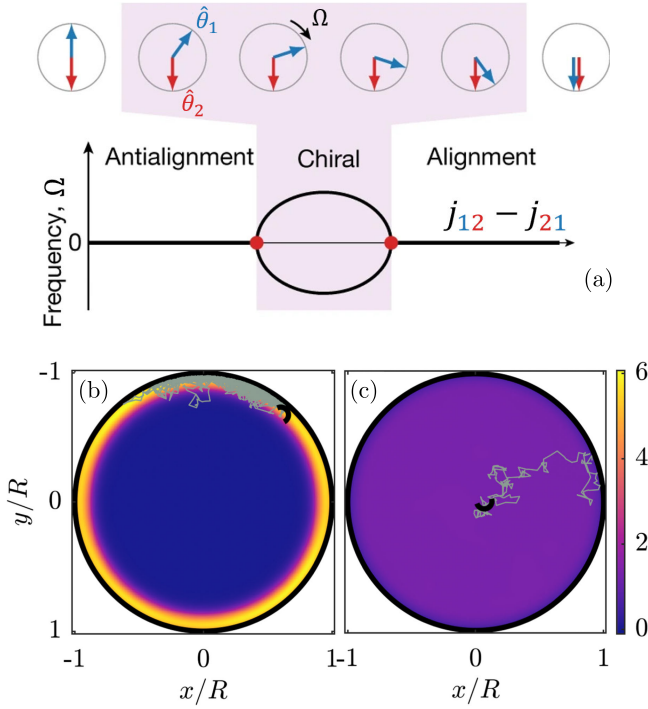 Ω
θ̂₁
θ̂₂
Antialignment Chiral Alignment
Frequency, Ω
0
j₁₂ − j₂₁
(a)
(b) (c)
-1
0
1
y/R
-1 0 1
x/R
-1 0 1
x/R
6
4
2
0